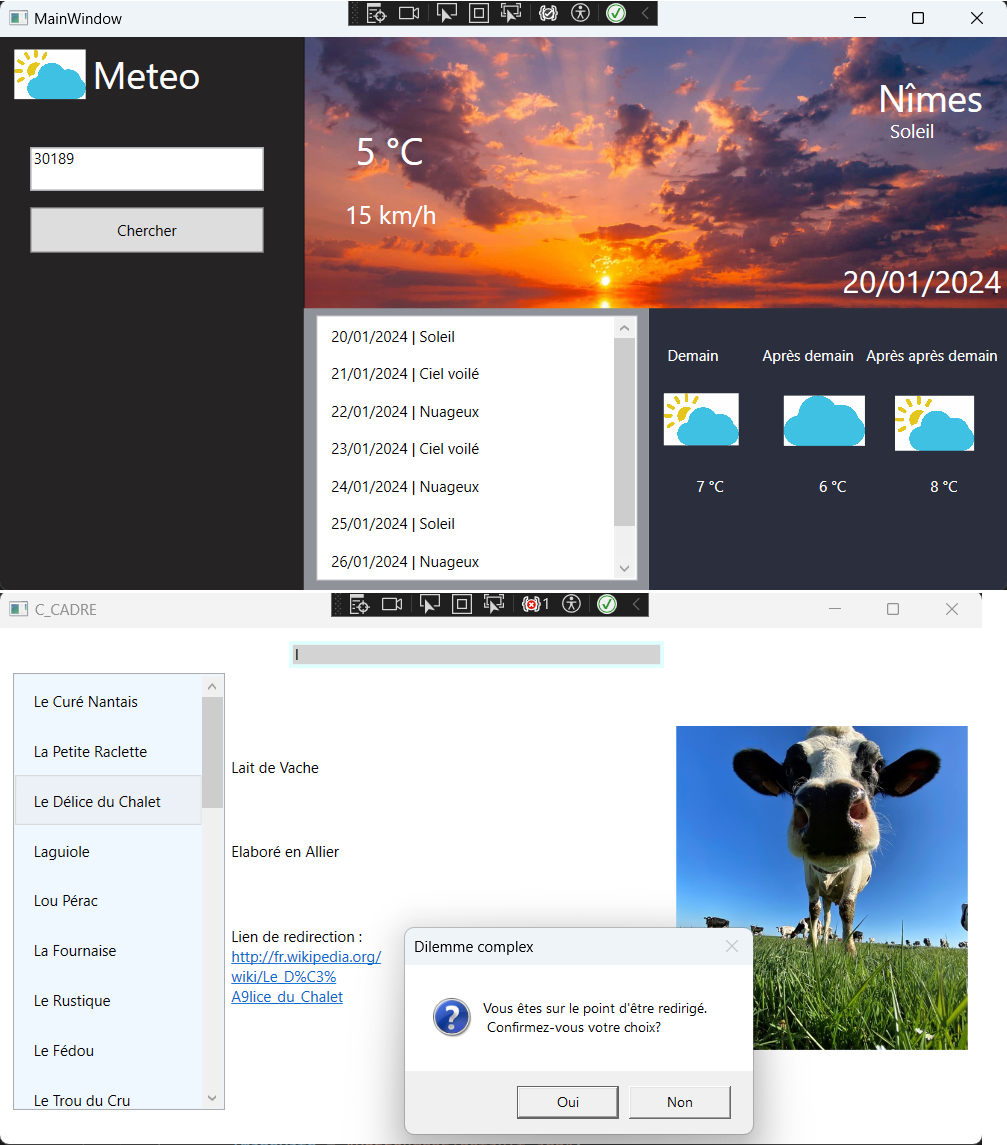 MainWindow
Meteo
30189
Chercher
Nîmes
Soleil
5 °C
15 km/h
20/01/2024
20/01/2024 | Soleil
21/01/2024 | Ciel voilé
22/01/2024 | Nuageux
23/01/2024 | Ciel voilé
24/01/2024 | Nuageux
25/01/2024 | Soleil
26/01/2024 | Nuageux
Demain Après demain Après après demain
7 °C 6 °C 8 °C
C_CADRE
1
Le Curé Nantais
La Petite Raclette
Le Délice du Chalet
Laguiole
Lou Pérac
La Fournaise
Le Rustique
Le Fédou
Le Trou du Cru
Lait de Vache
Elaboré en Allier
Lien de redirection :
http://fr.wikipedia.org/
wiki/Le_D%C3%
A9lice_du_Chalet
Dilemme complex
Vous êtes sur le point d'être redirigé.
Confirmez-vous votre choix?
Oui Non